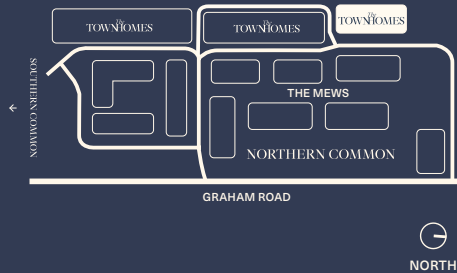 The
TOWNHOMES
The
TOWNHOMES
The
TOWNHOMES
SOUTHERN COMMON
THE MEWS
NORTHERN COMMON
GRAHAM ROAD
NORTH